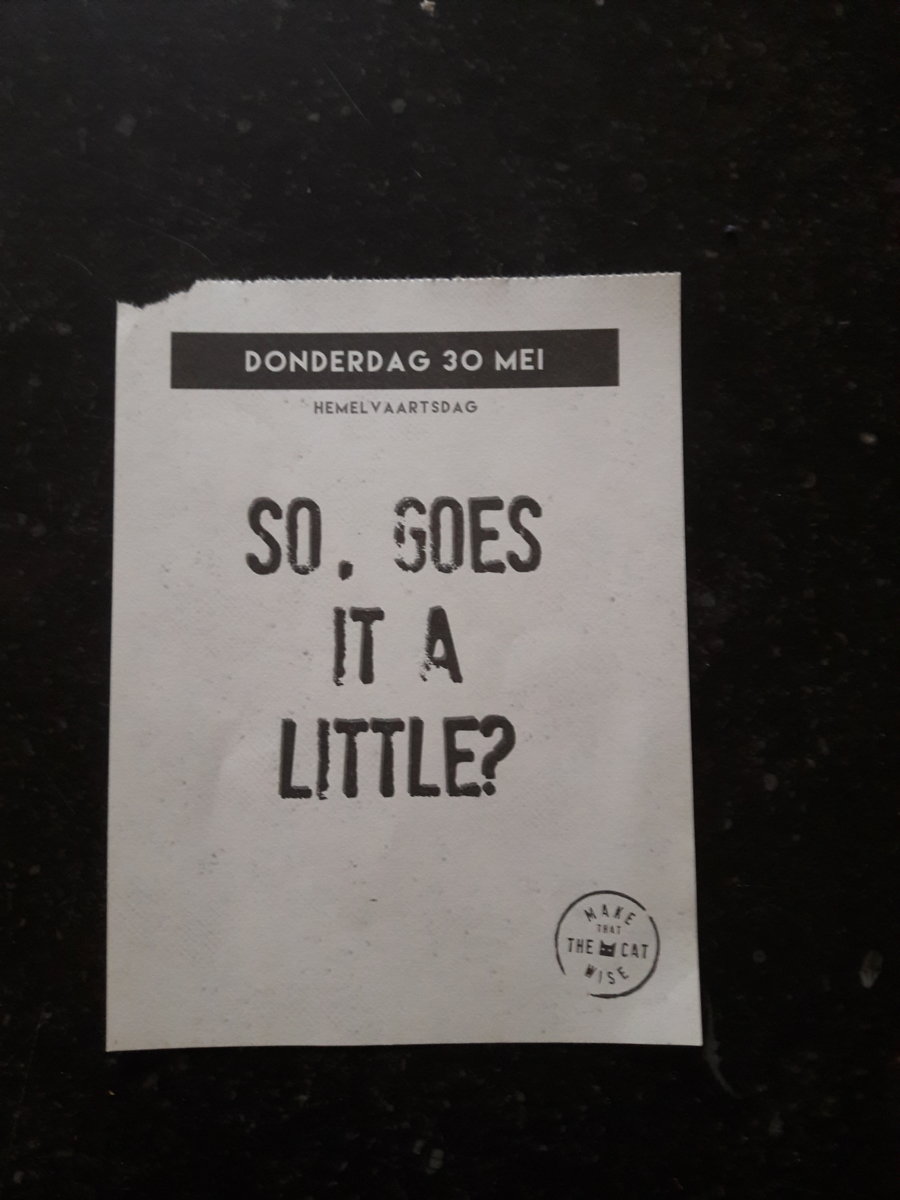 DONDERDAG 30 MEI
HEMELVAARTSDAG
SO, GOES
IT A
LITTLE?
MAKE
THAT
THE CAT
WISE